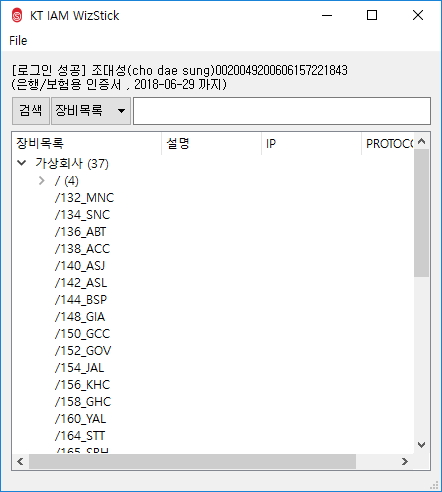 KT IAM WizStick
File
[로그인 성공] 조대성(cho dae sung)0020049200606157221843
(은행/보험용 인증서 , 2018-06-29 까지)
검색 장비목록
장비목록 설명 IP PROTOCO
가상회사 (37)
/ (4)
/132_MNC
/134_SNC
/136_ABT
/138_ACC
/140_ASJ
/142_ASL
/144_BSP
/148_GIA
/150_GCC
/152_GOV
/154_JAL
/156_KHC
/158_GHC
/160_YAL
/164_STT
/165_SRH